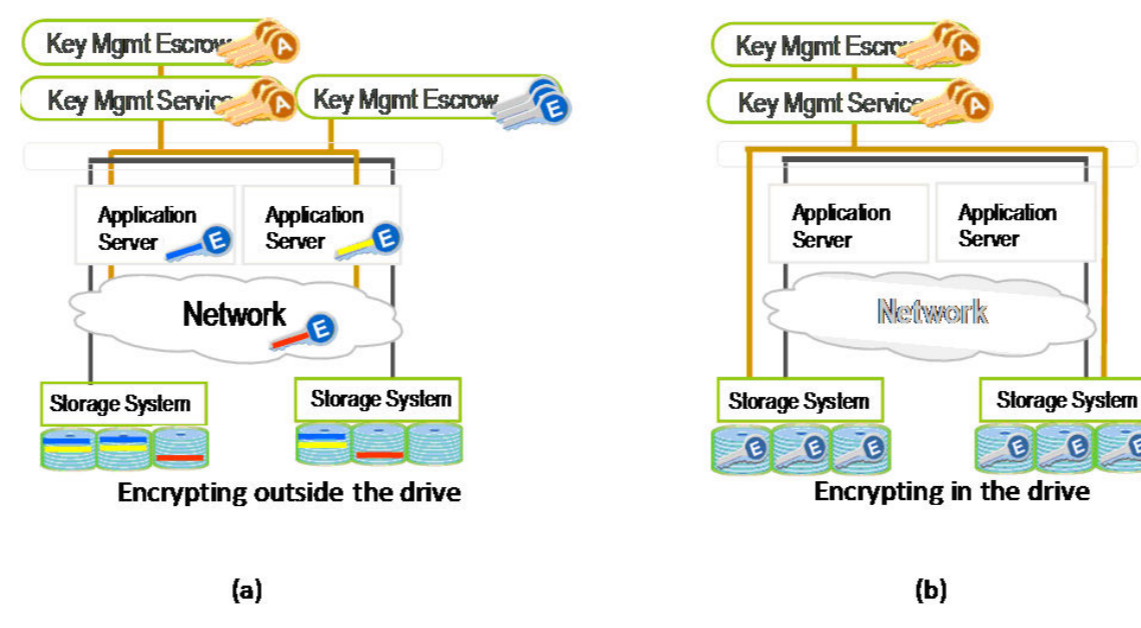 Key Mgmt Escrow A
Key Mgmt Service A
Key Mgmt Escrow E
Application
Server E
Application
Server E
Network E
Storage System
Storage System
Encrypting outside the drive
(a)
Key Mgmt Escrow A
Key Mgmt Service A
Application
Server
Application
Server
Network
Storage System
Storage System
E E E
E E E
Encrypting in the drive
(b)